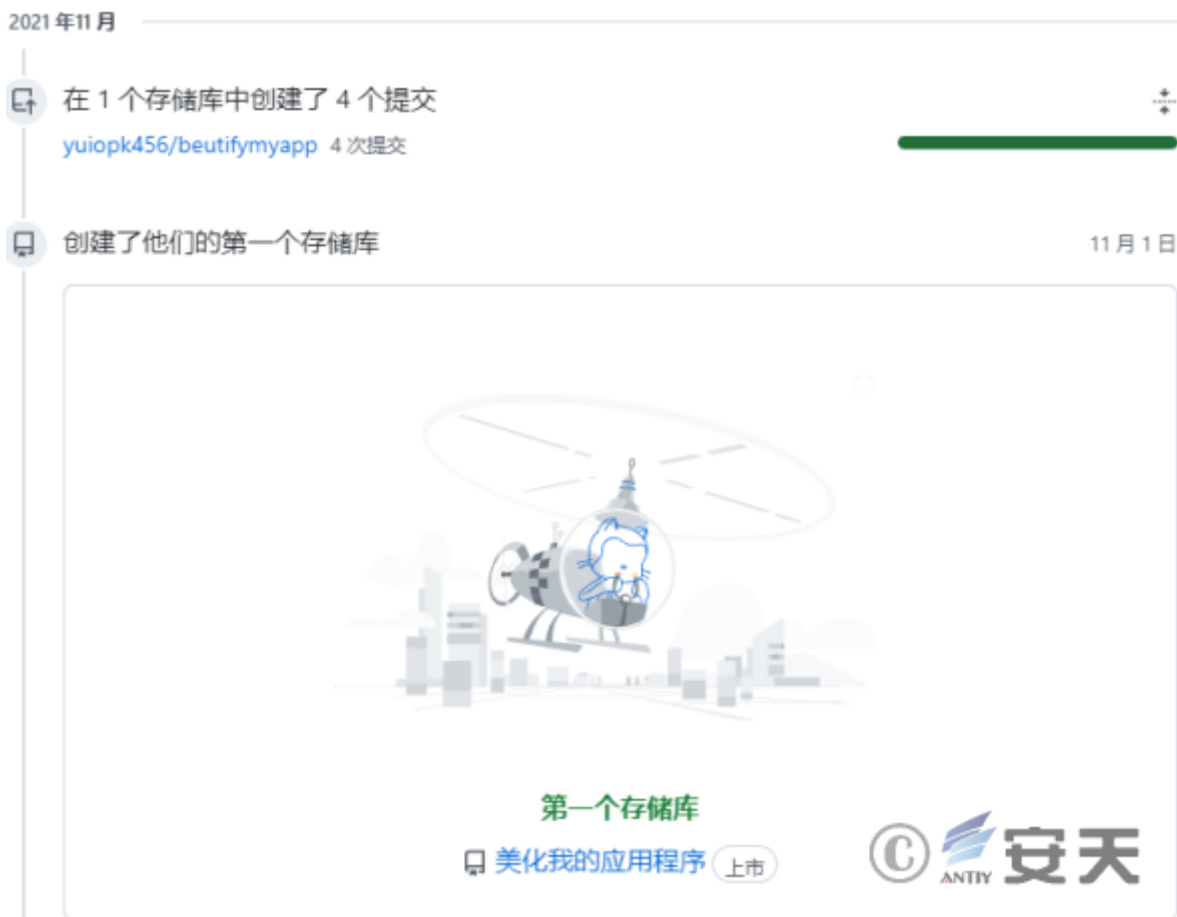 2021 年11 月
在 1 个存储库中创建了 4 个提交
yuiopk456/beutifymyapp 4 次提交
创建了他们的第一个存储库 11 月 1 日
第一个存储库
美化我的应用程序 上市
© ANTIY 安天